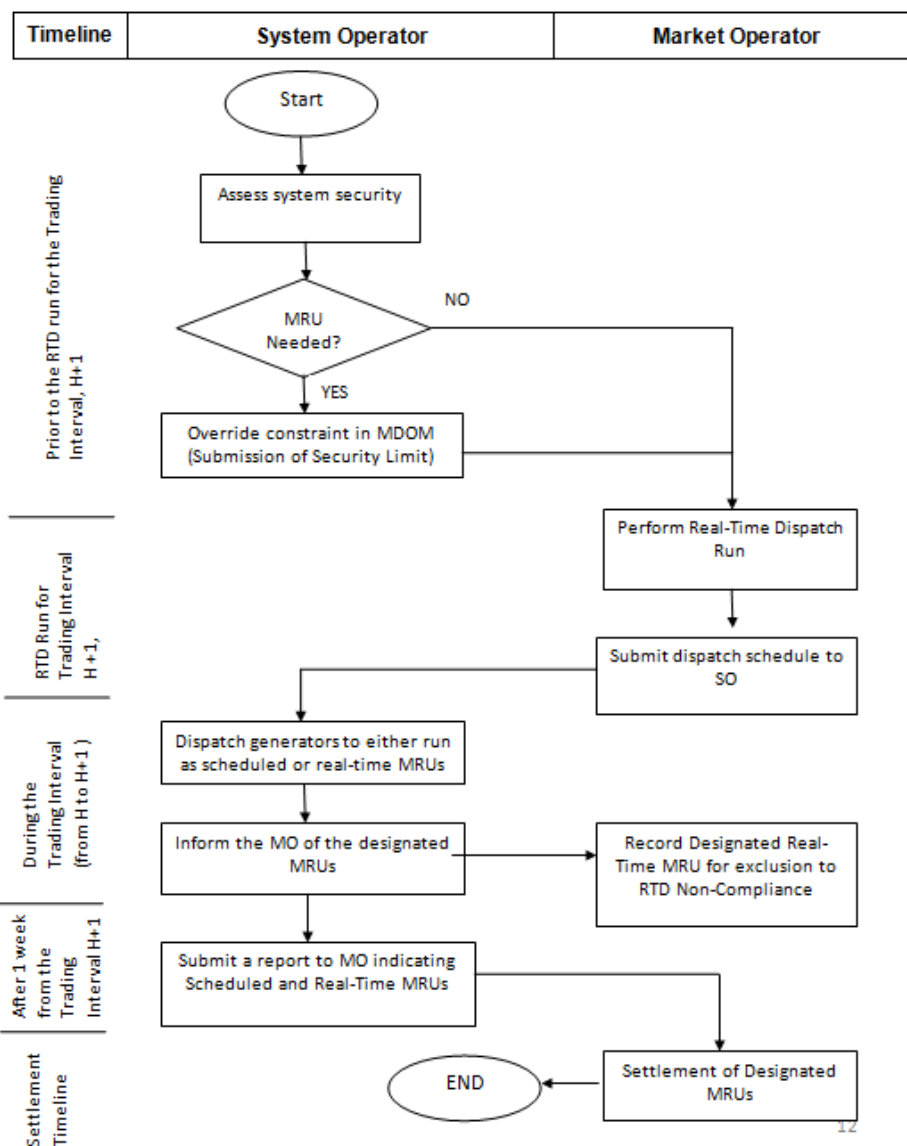 Timeline
System Operator
Market Operator
Start
Prior to the RTD run for the Trading
Interval, H+1
Assess system security
MRU
Needed?
NO
YES
Override constraint in MDOM
(Submission of Security Limit)
RTD Run for
Trading Interval
H+1,
Perform Real-Time Dispatch
Run
Submit dispatch schedule to
SO
During the
Trading Interval
(from H to H+1 )
Dispatch generators to either run
as scheduled or real-time MRUs
Inform the MO of the designated
MRUs
Record Designated Real-
Time MRU for exclusion to
RTD Non-Compliance
After 1 week
from the
Trading
Interval H+1
Submit a report to MO indicating
Scheduled and Real-Time MRUs
Settlement
Timeline
END
Settlement of Designated
MRUs
12